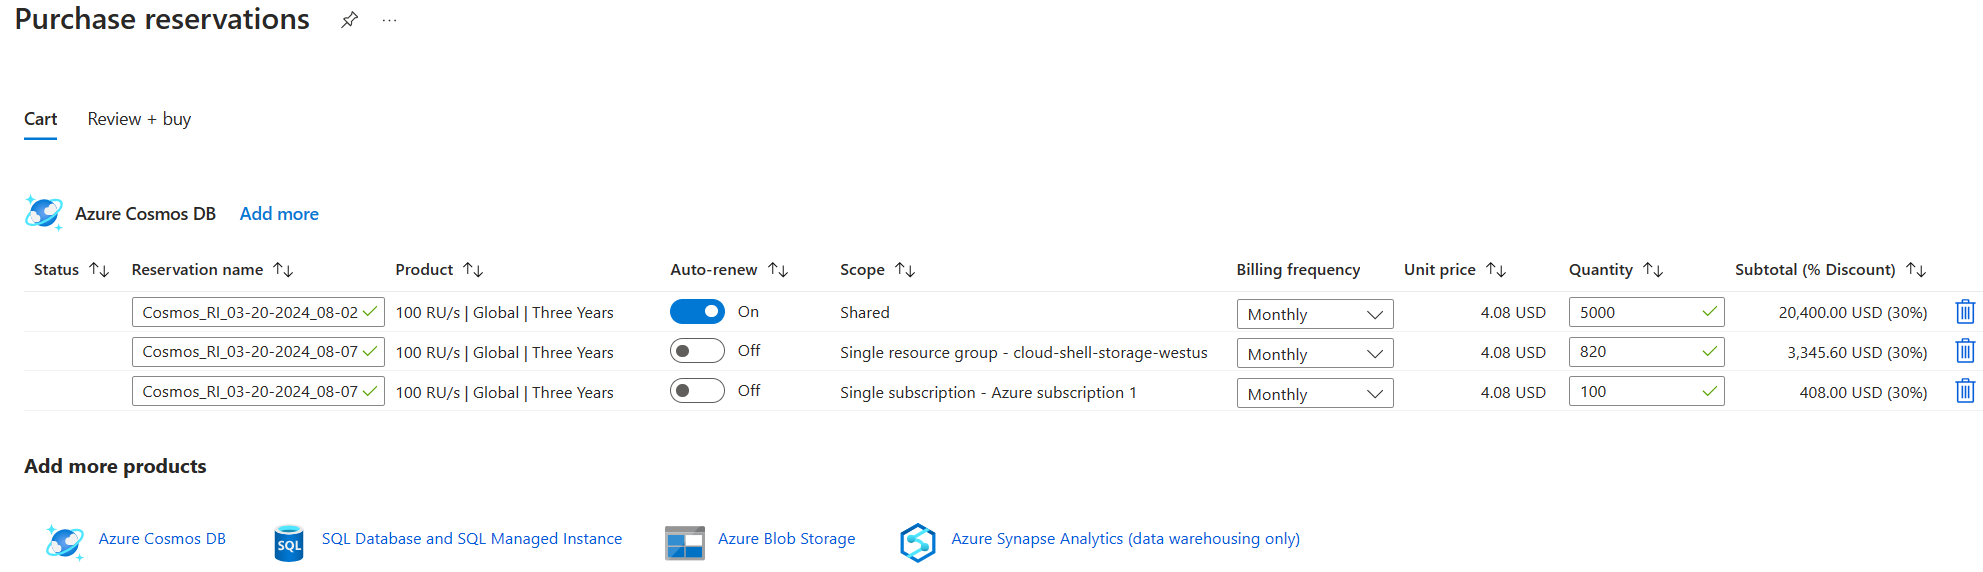 Purchase reservations
Cart Review + buy
Azure Cosmos DB Add more
Status Reservation name Product Auto-renew Scope Billing frequency Unit price Quantity Subtotal (% Discount)
Cosmos_RI_03-20-2024_08-02 100 RU/s | Global | Three Years On Shared Monthly 4.08 USD 5000 20,400.00 USD (30%)
Cosmos_RI_03-20-2024_08-07 100 RU/s | Global | Three Years Off Single resource group - cloud-shell-storage-westus Monthly 4.08 USD 820 3,345.60 USD (30%)
Cosmos_RI_03-20-2024_08-07 100 RU/s | Global | Three Years Off Single subscription - Azure subscription 1 Monthly 4.08 USD 100 408.00 USD (30%)
Add more products
Azure Cosmos DB SQL SQL Database and SQL Managed Instance Azure Blob Storage Azure Synapse Analytics (data warehousing only)